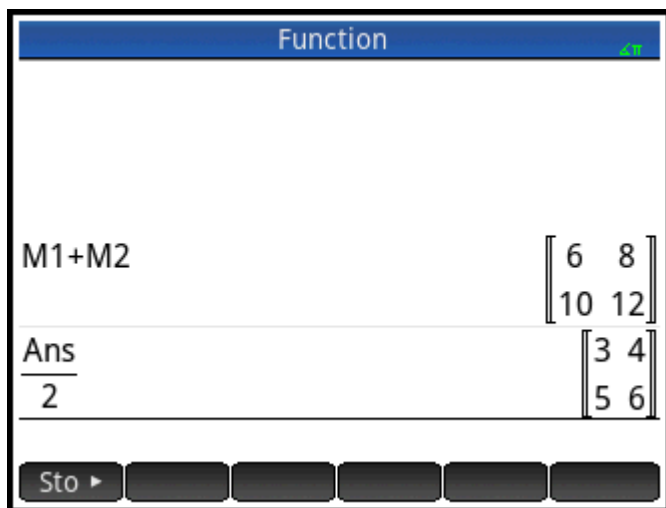 Function
∡π
M1+M2
[[6 8]
[10 12]]
Ans
2
[[3 4]
[5 6]]
Sto ▸